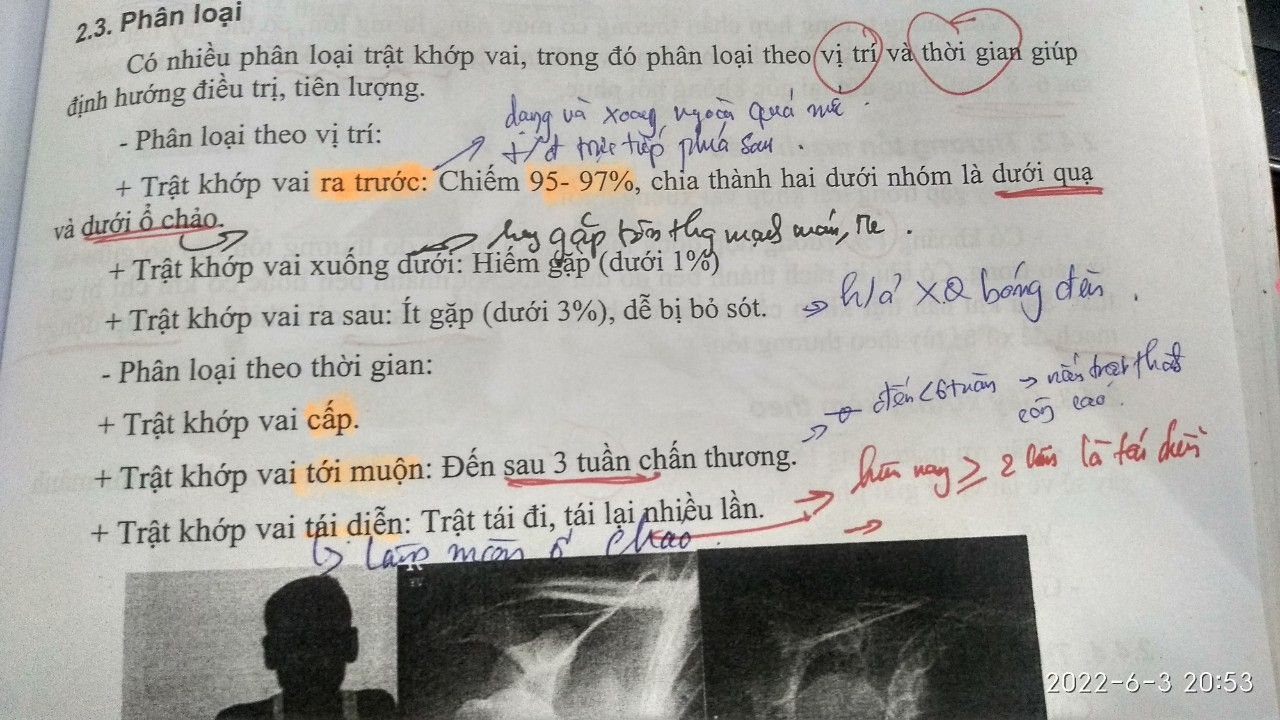 2.3. Phân loại
Có nhiều phân loại trật khớp vai, trong đó phân loại theo vị trí và thời gian giúp
định hướng điều trị, tiên lượng.
dạng và xoay ngoài quá mức.
- Phân loại theo vị trí:
+/đ trực tiếp phía sau.
+ Trật khớp vai ra trước: Chiếm 95- 97%, chia thành hai dưới nhóm là dưới quạ
và dưới ổ chảo.
hay gặp tổn thg mạch máu, TK.
+ Trật khớp vai xuống dưới: Hiếm gặp (dưới 1%)
+ Trật khớp vai ra sau: Ít gặp (dưới 3%), dễ bị bỏ sót.
h/ả XQ bóng đèn.
- Phân loại theo thời gian:
đến <6 tuần → nắn trật
còn cao.
+ Trật khớp vai cấp.
+ Trật khớp vai tới muộn: Đến sau 3 tuần chấn thương.
hiện nay ≥ 2 lần là tái diễn
+ Trật khớp vai tái diễn: Trật tái đi, tái lại nhiều lần.
làm mòn ổ chảo
R
2022-6-3 20:53